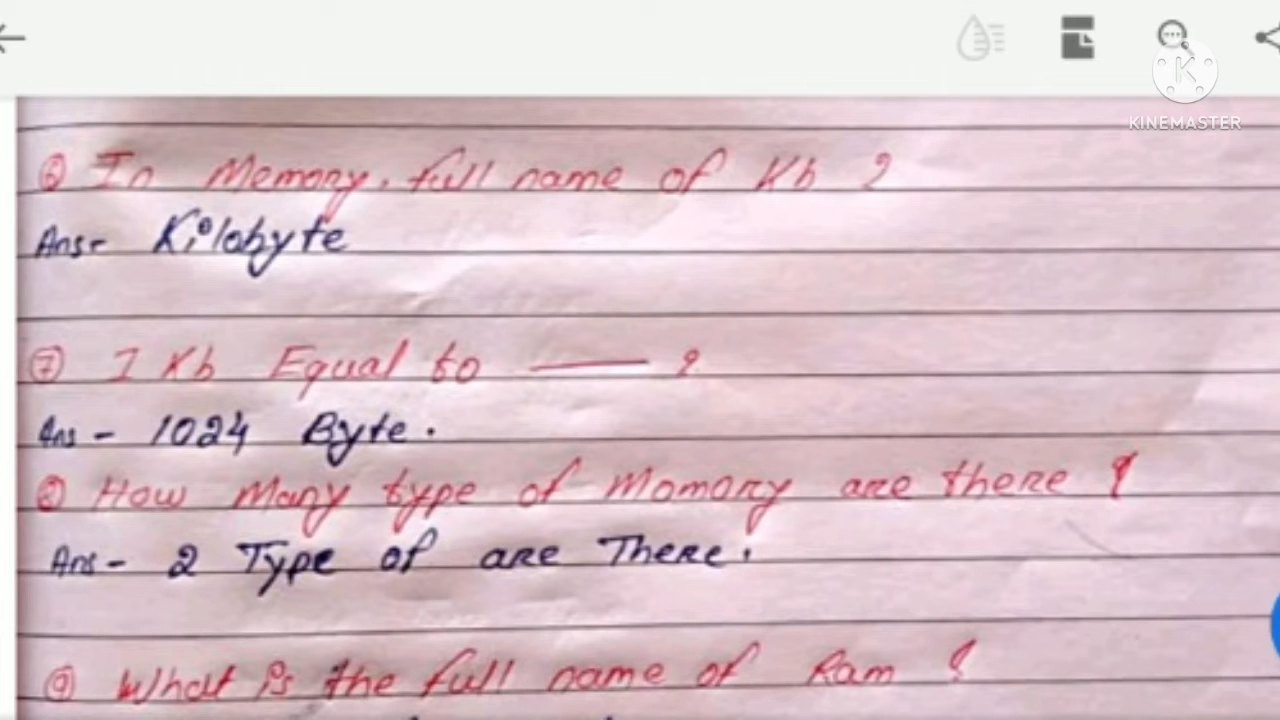 KINEMASTER
⑥ In Memory, full name of Kb ?
Ans- Kilobyte
⑦ 1 Kb Equal to —— ?
Ans - 1024 Byte.
⑧ How Many type of Momory are there ?
Ans - 2 Type of are There.
⑨ What is the full name of Ram ?